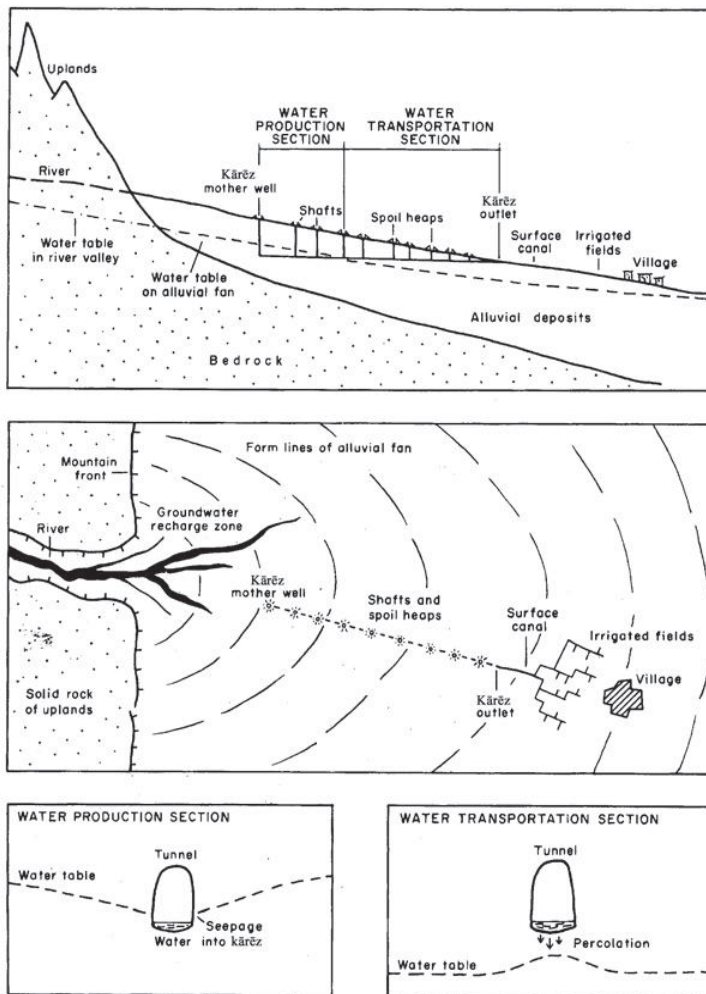 Uplands
WATER
PRODUCTION
SECTION
WATER
TRANSPORTATION
SECTION
River
Kārēz
mother well
Shafts
Spoil heaps
Kārēz
outlet
Surface
canal
Irrigated
fields
Village
Water table
in river valley
Water table
on alluvial fan
Alluvial deposits
Bedrock
Form lines of alluvial fan
Mountain
front
Groundwater
recharge zone
River
Kārēz
mother well
Shafts and
spoil heaps
Surface
canal
Irrigated fields
Village
Kārēz
outlet
Solid rock
of uplands
WATER PRODUCTION SECTION
Tunnel
Water table
Seepage
Water into kārēz
WATER TRANSPORTATION SECTION
Tunnel
Percolation
Water table